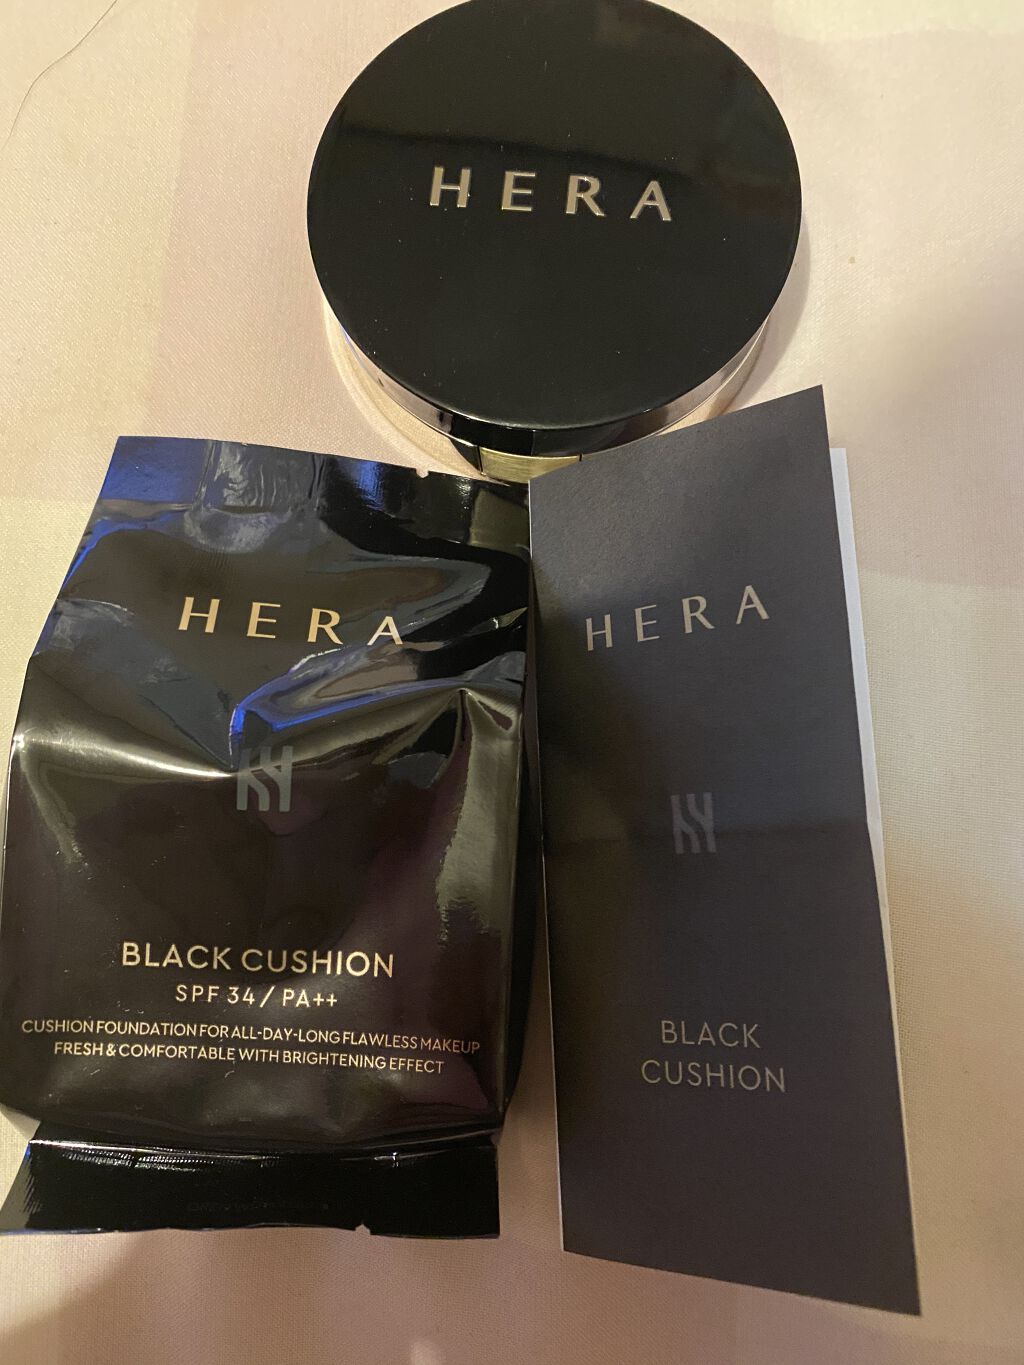 HERA
HERA
BLACK CUSHION
SPF 34 / PA++
CUSHION FOUNDATION FOR ALL-DAY-LONG FLAWLESS MAKEUP
FRESH & COMFORTABLE WITH BRIGHTENING EFFECT
HERA
BLACK
CUSHION